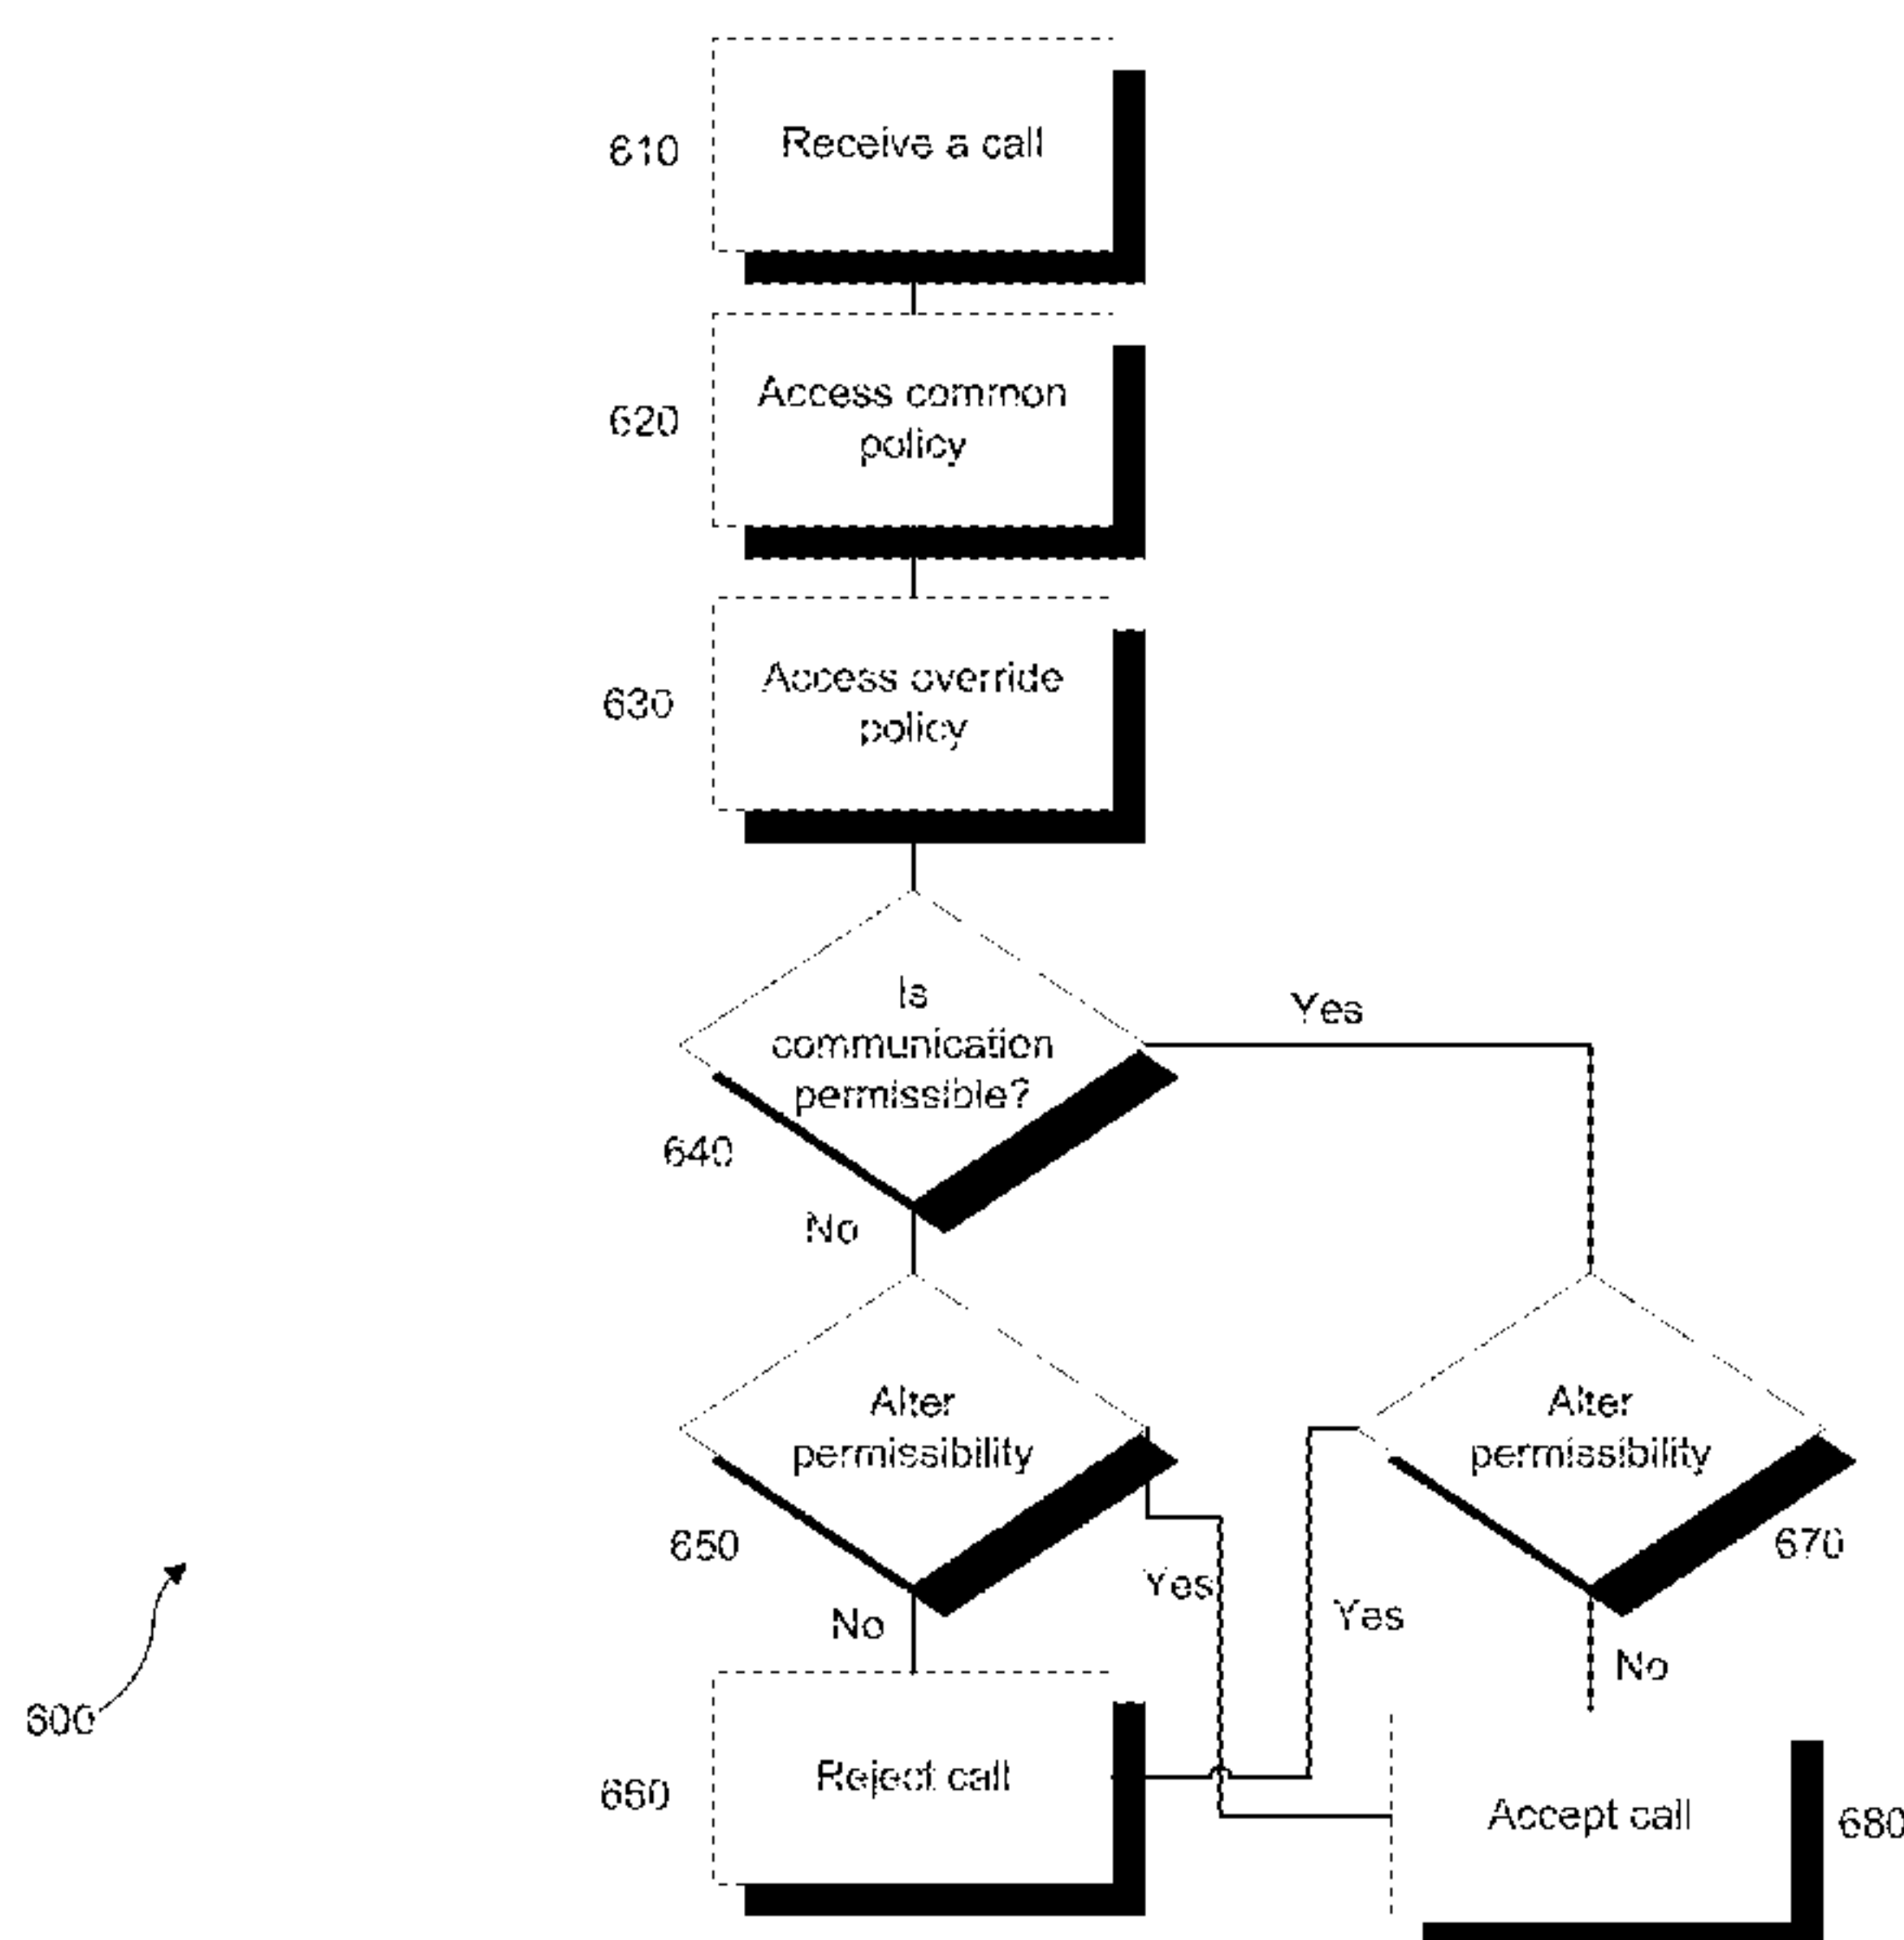 610
Receive a call
620
Access common
policy
630
Access override
policy
Is
communication
permissible?
Yes
640
No
Alter
permissibility
Alter
permissibility
650
670
Yes
Yes
No
No
600
660
Reject call
Accept call
680